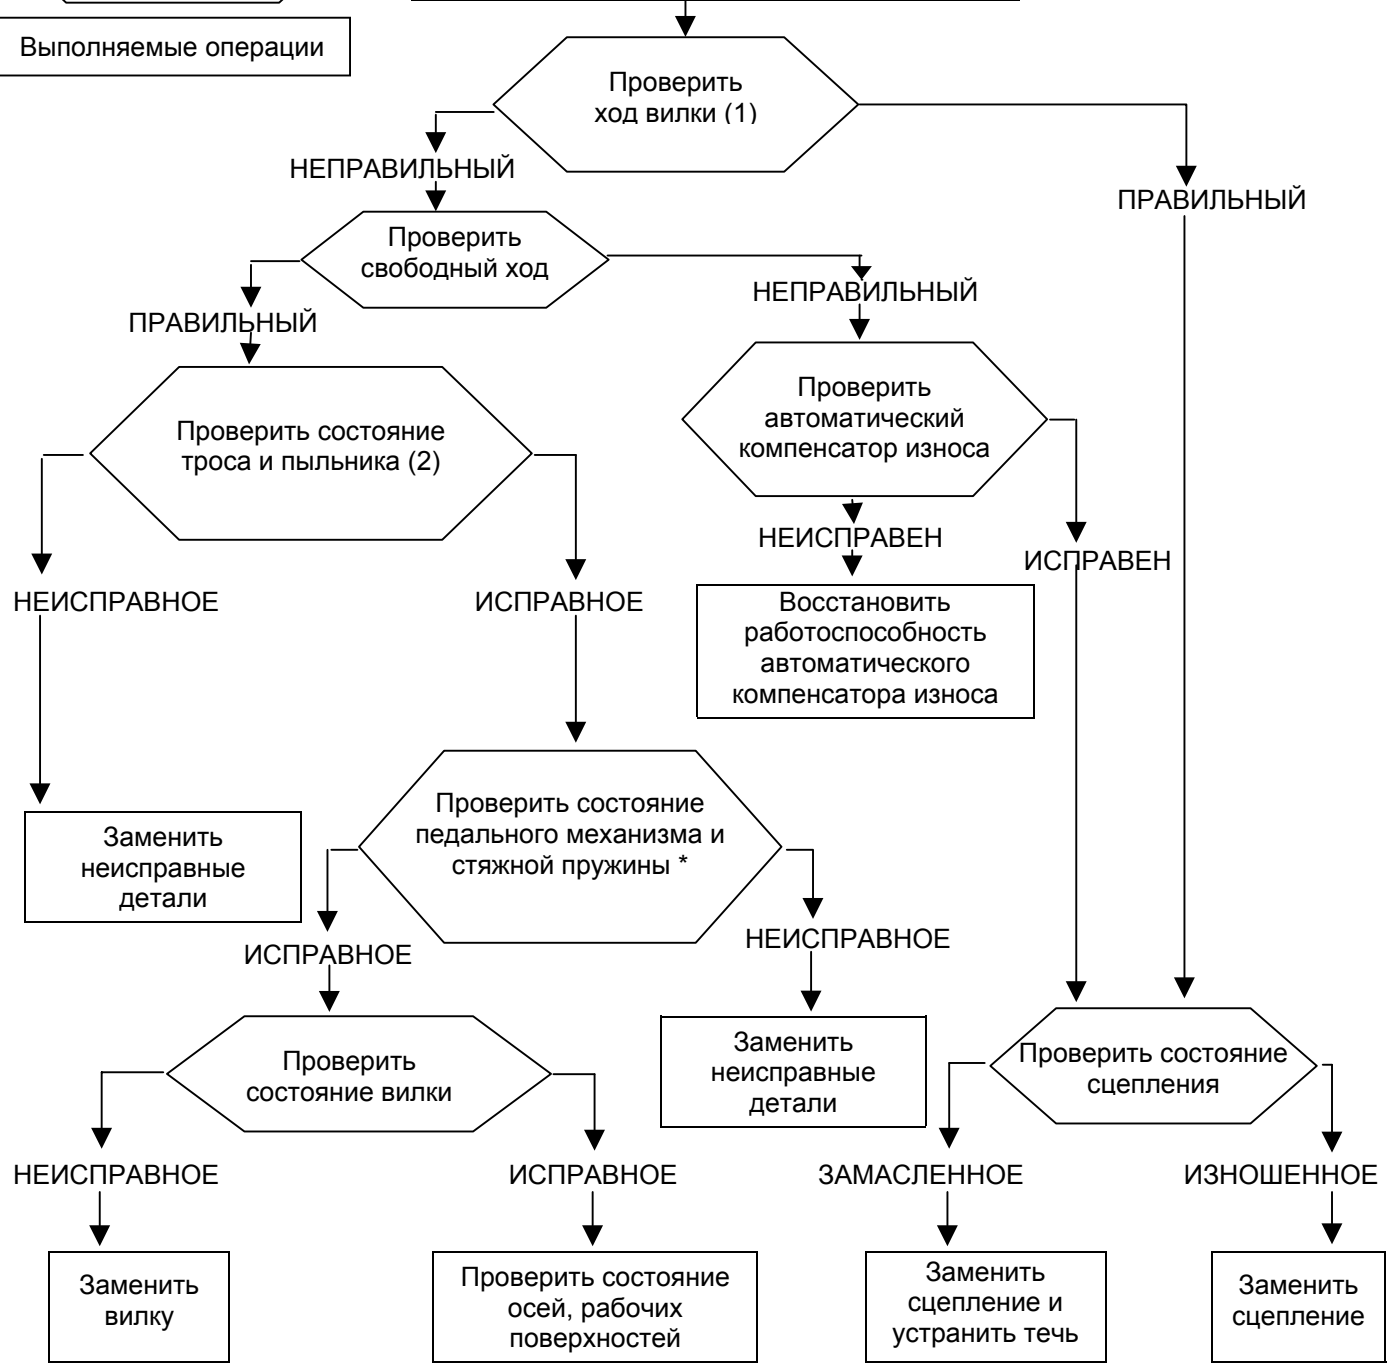 Выполняемые операции
Проверить
ход вилки (1)
НЕПРАВИЛЬНЫЙ
ПРАВИЛЬНЫЙ
Проверить
свободный ход
НЕПРАВИЛЬНЫЙ
ПРАВИЛЬНЫЙ
Проверить
автоматический
компенсатор износа
Проверить состояние
троса и пыльника (2)
НЕИСПРАВЕН
ИСПРАВЕН
НЕИСПРАВНОЕ
ИСПРАВНОЕ
Восстановить
работоспособность
автоматического
компенсатора износа
Проверить состояние
педального механизма и
стяжной пружины *
Заменить
неисправные
детали
ИСПРАВНОЕ
НЕИСПРАВНОЕ
Проверить
состояние вилки
Заменить
неисправные
детали
Проверить состояние
сцепления
НЕИСПРАВНОЕ
ИСПРАВНОЕ
ЗАМАСЛЕННОЕ
ИЗНОШЕННОЕ
Заменить
вилку
Проверить состояние
осей, рабочих
поверхностей
Заменить
сцепление и
устранить течь
Заменить
сцепление